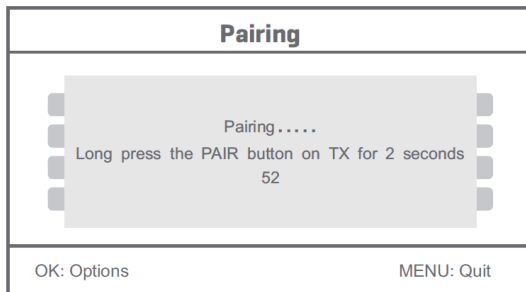 Pairing
Pairing.....
Long press the PAIR button on TX for 2 seconds
52
OK: Options
MENU: Quit